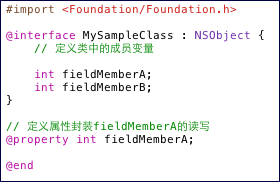 #import <Foundation/Foundation.h>
@interface MySampleClass : NSObject {
// 定义类中的成员变量
int fieldMemberA;
int fieldMemberB;
}
// 定义属性封装fieldMemberA的读写
@property int fieldMemberA;
@end